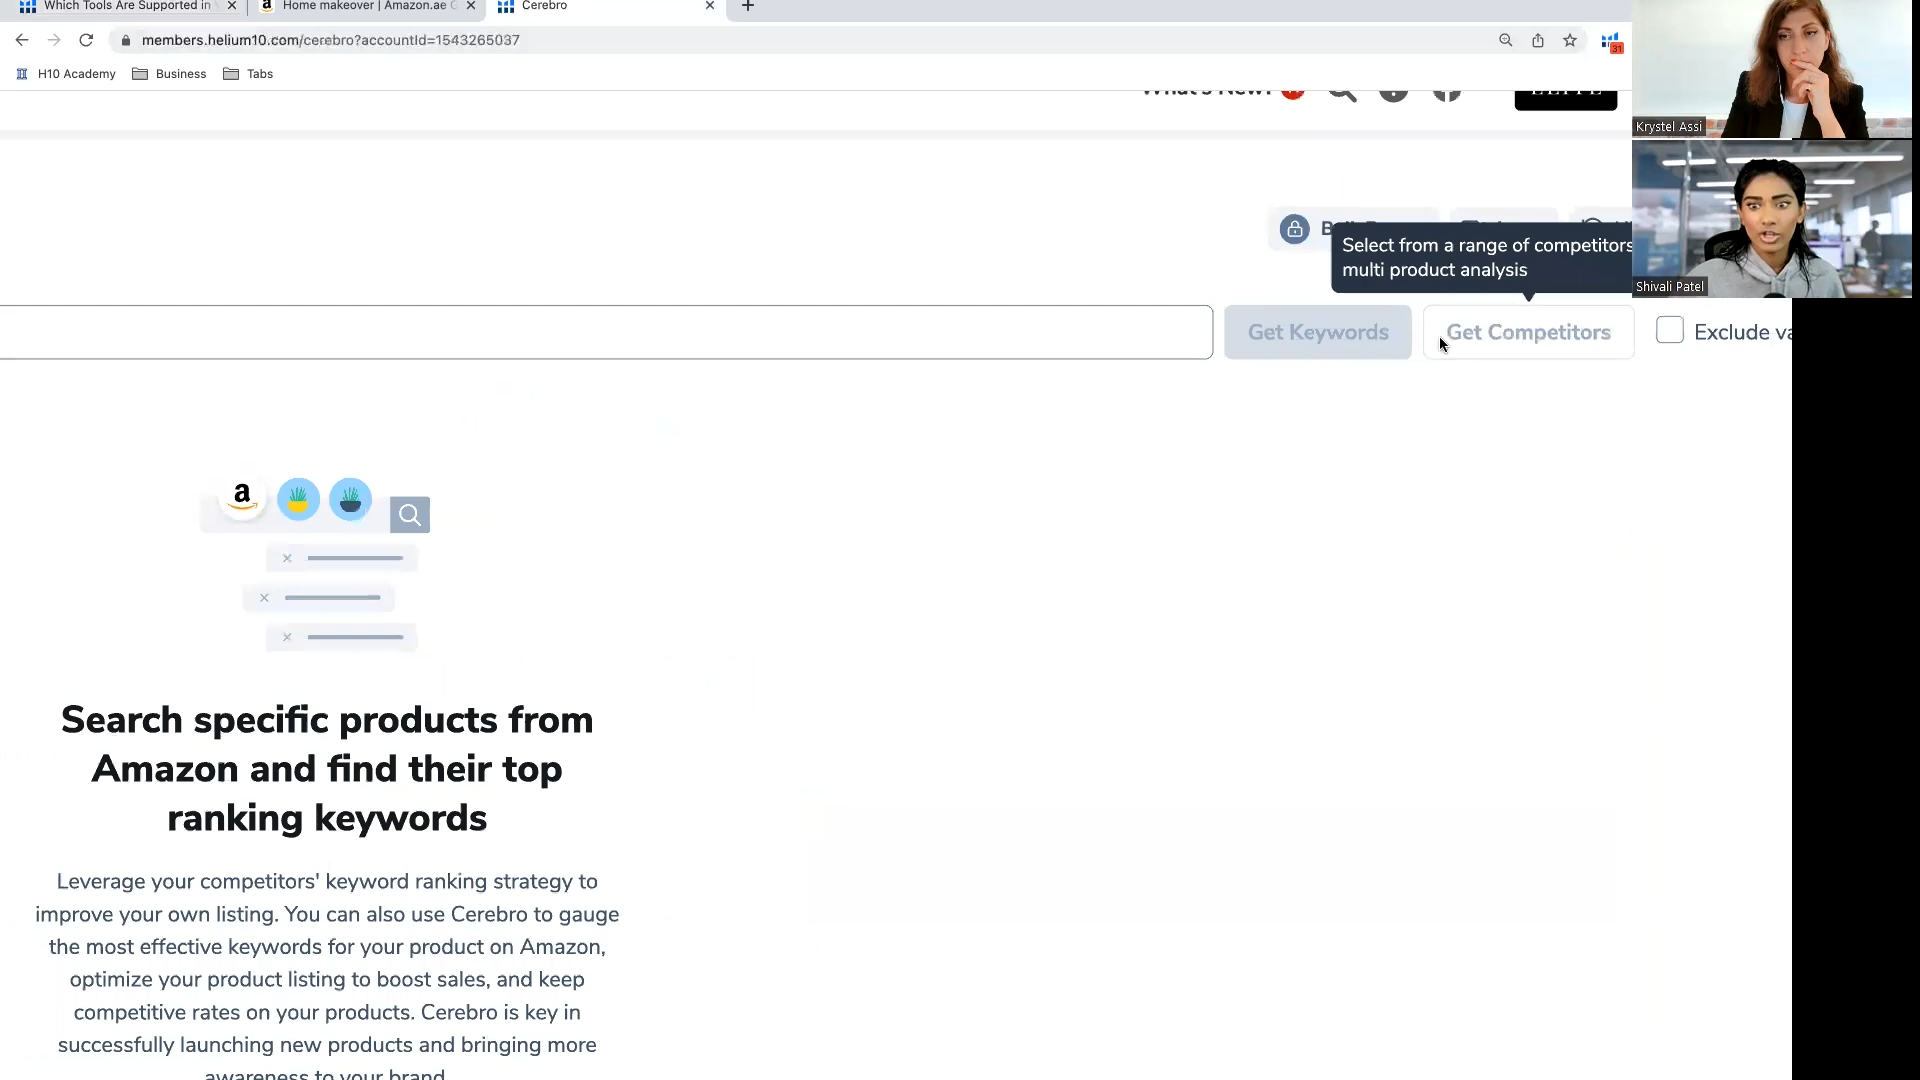 Which Tools Are Supported in
Home makeover | Amazon.ae
Cerebro
members.helium10.com/cerebro?accountId=1543265037
31
H10 Academy
Business
Tabs
What's New?
Krystel Assi
Select from a range of competitors
multi product analysis
Shivali Patel
Get Keywords
Get Competitors
Exclude va
a
Search specific products from
Amazon and find their top
ranking keywords
Leverage your competitors' keyword ranking strategy to
improve your own listing. You can also use Cerebro to gauge
the most effective keywords for your product on Amazon,
optimize your product listing to boost sales, and keep
competitive rates on your products. Cerebro is key in
successfully launching new products and bringing more
awareness to your brand.